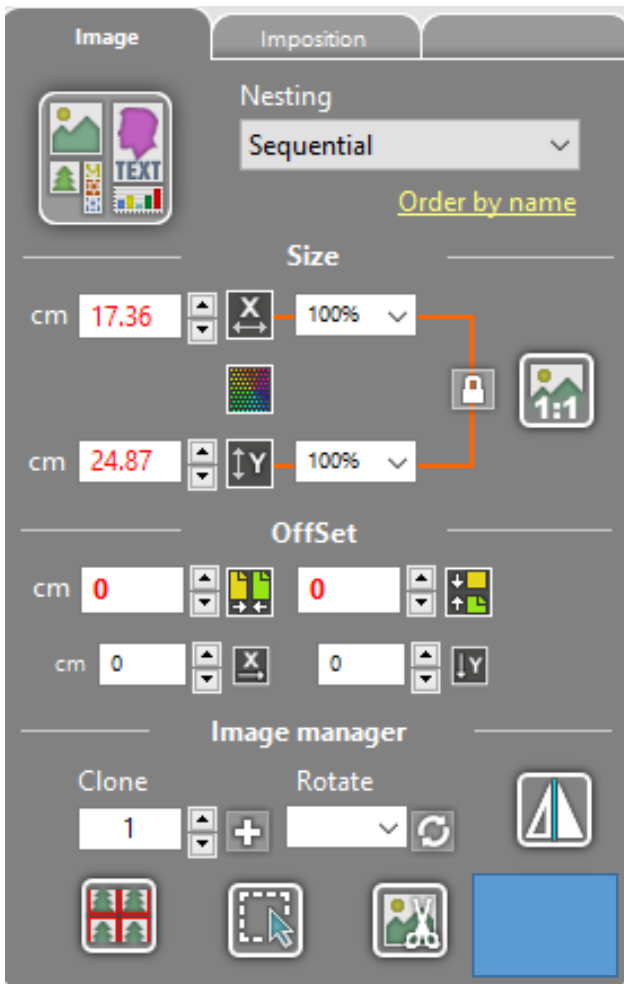 Image Imposition
Nesting
Sequential
TEXT
Order by name
Size
cm 17.36 X 100%
1:1
cm 24.87 Y 100%
OffSet
cm 0 0
cm 0 X 0 Y
Image manager
Clone Rotate
1